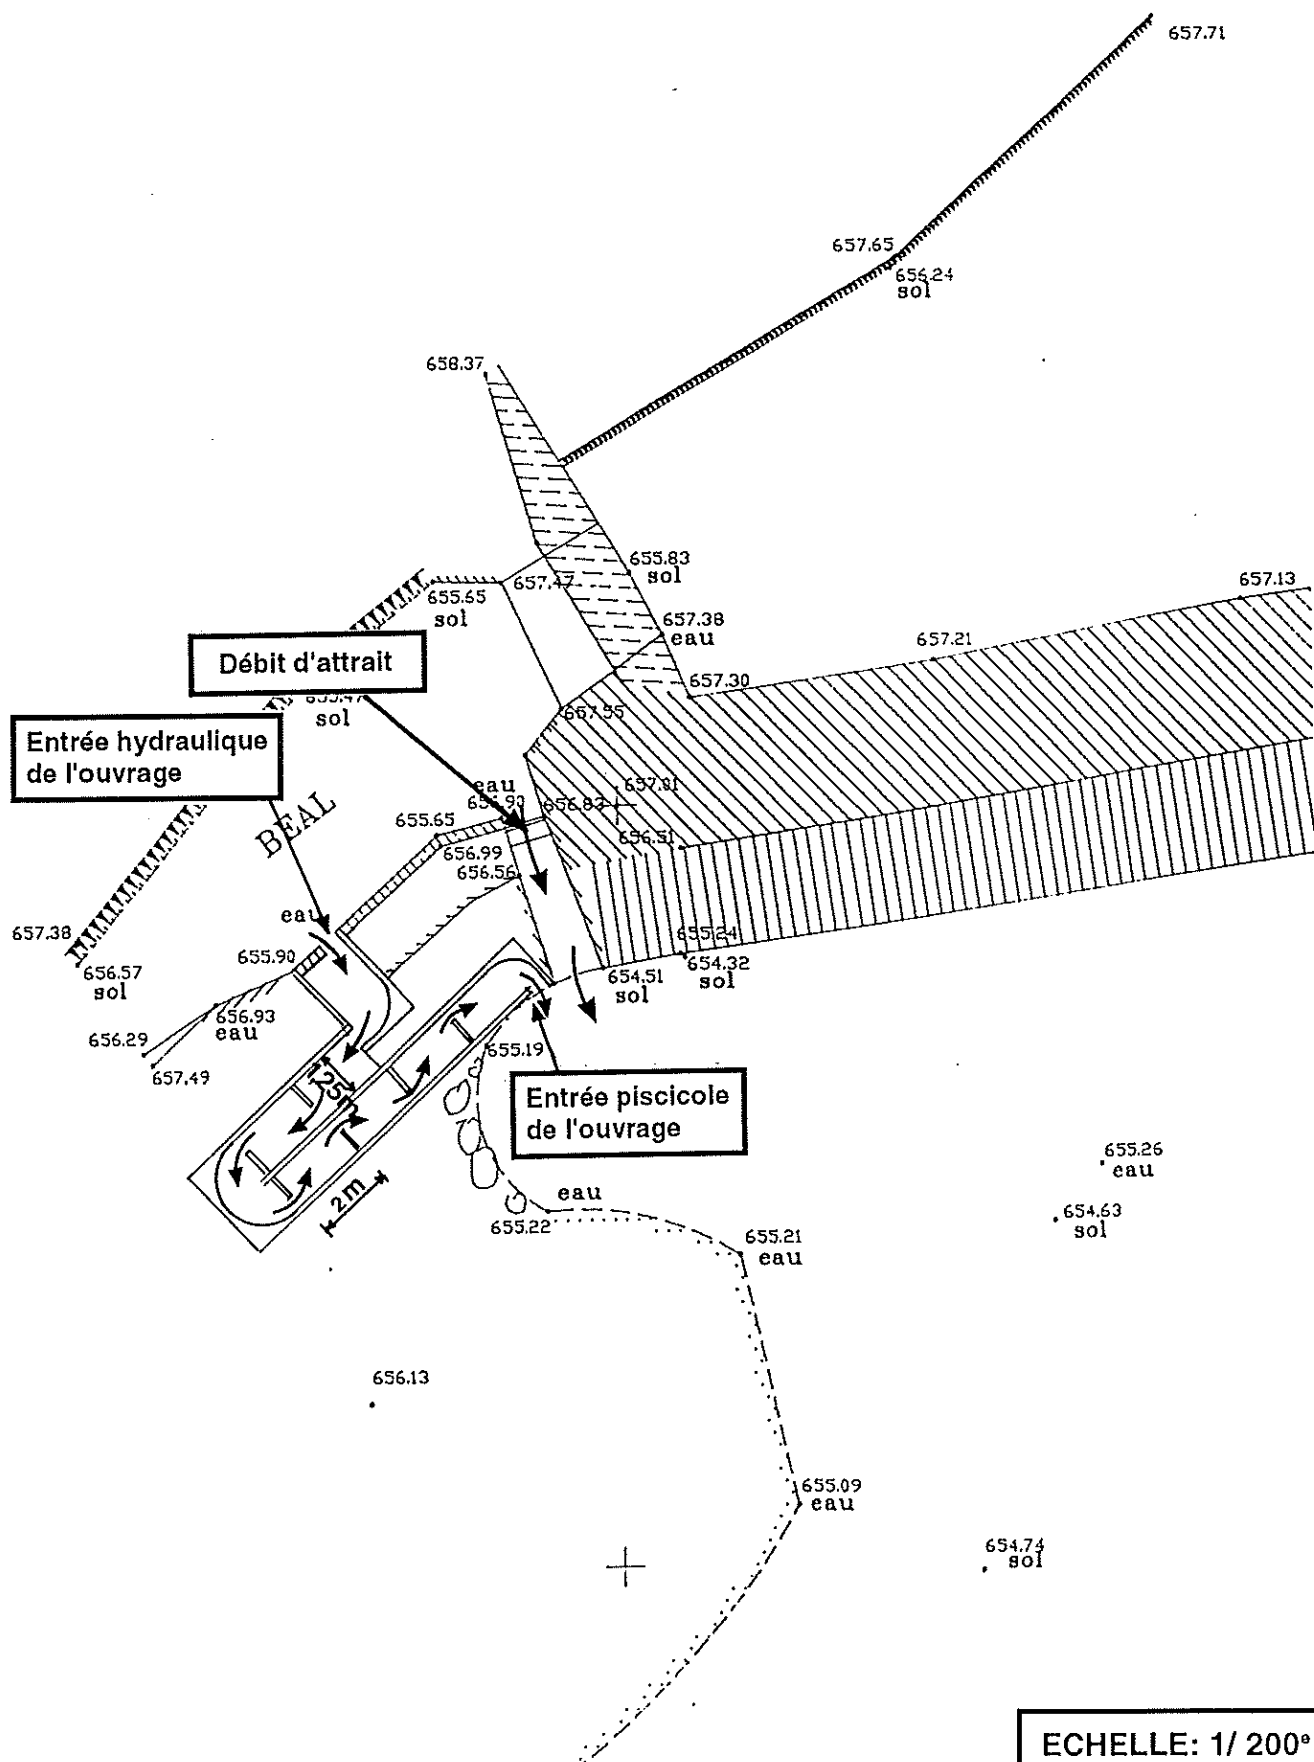 657.71
657.65
656.24
sol
658.37
655.83
sol
657.47
655.65
sol
657.13
657.38
eau
657.21
Débit d'attrait
657.30
655.47
sol
657.55
Entrée hydraulique
de l'ouvrage
eau
656.90
656.83
657.01
BEAL
655.65
656.99
656.51
656.56
eau
657.38
655.90
655.24
656.57
sol
654.32
sol
654.51
sol
656.93
eau
656.29
655.19
657.49
1,25m
Entrée piscicole
de l'ouvrage
655.26
eau
2m
eau
654.63
sol
655.22
655.21
eau
656.13
655.09
eau
654.74
sol
ECHELLE: 1/ 200e